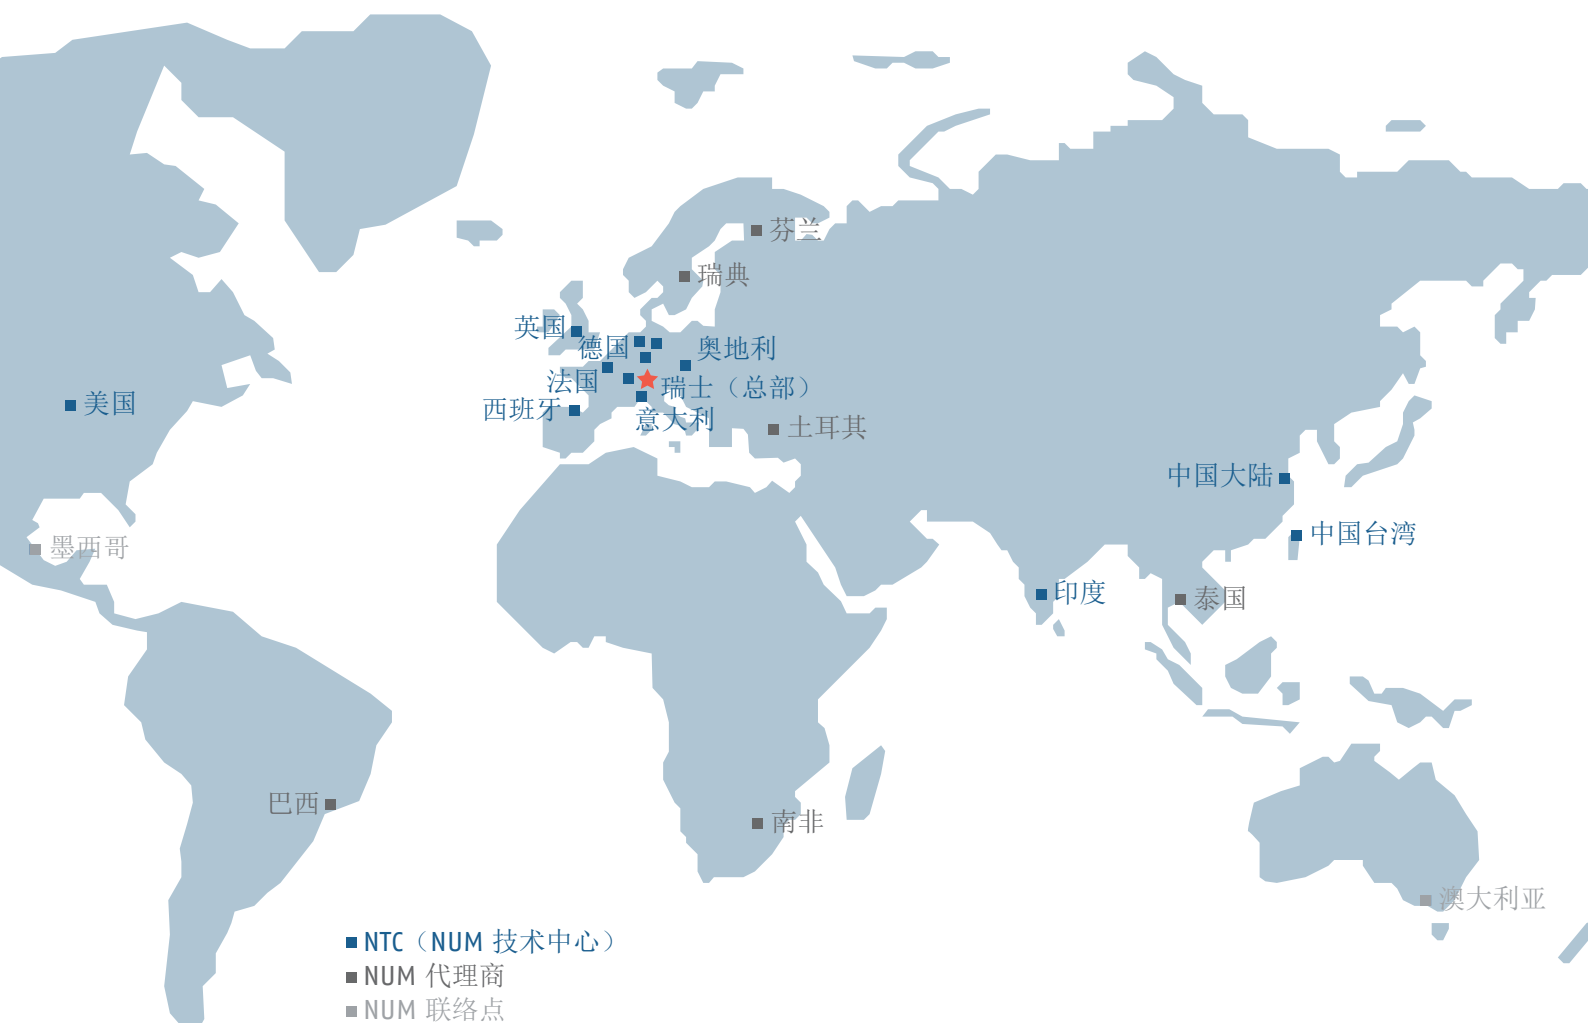 芬兰
瑞典
英国
德国
奥地利
法国
瑞士（总部）
美国
西班牙
意大利
土耳其
中国大陆
中国台湾
墨西哥
印度
泰国
巴西
南非
澳大利亚
NTC（NUM 技术中心）
NUM 代理商
NUM 联络点